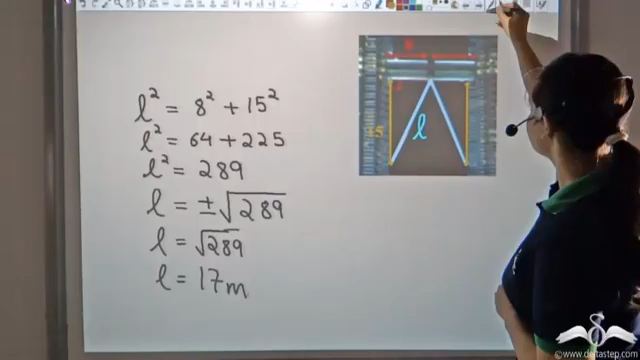 l² = 8² + 15²
l² = 64 + 225
l² = 289
l = ±√289
l = √289
l = 17m
8
15
l
©www.deltastep.com